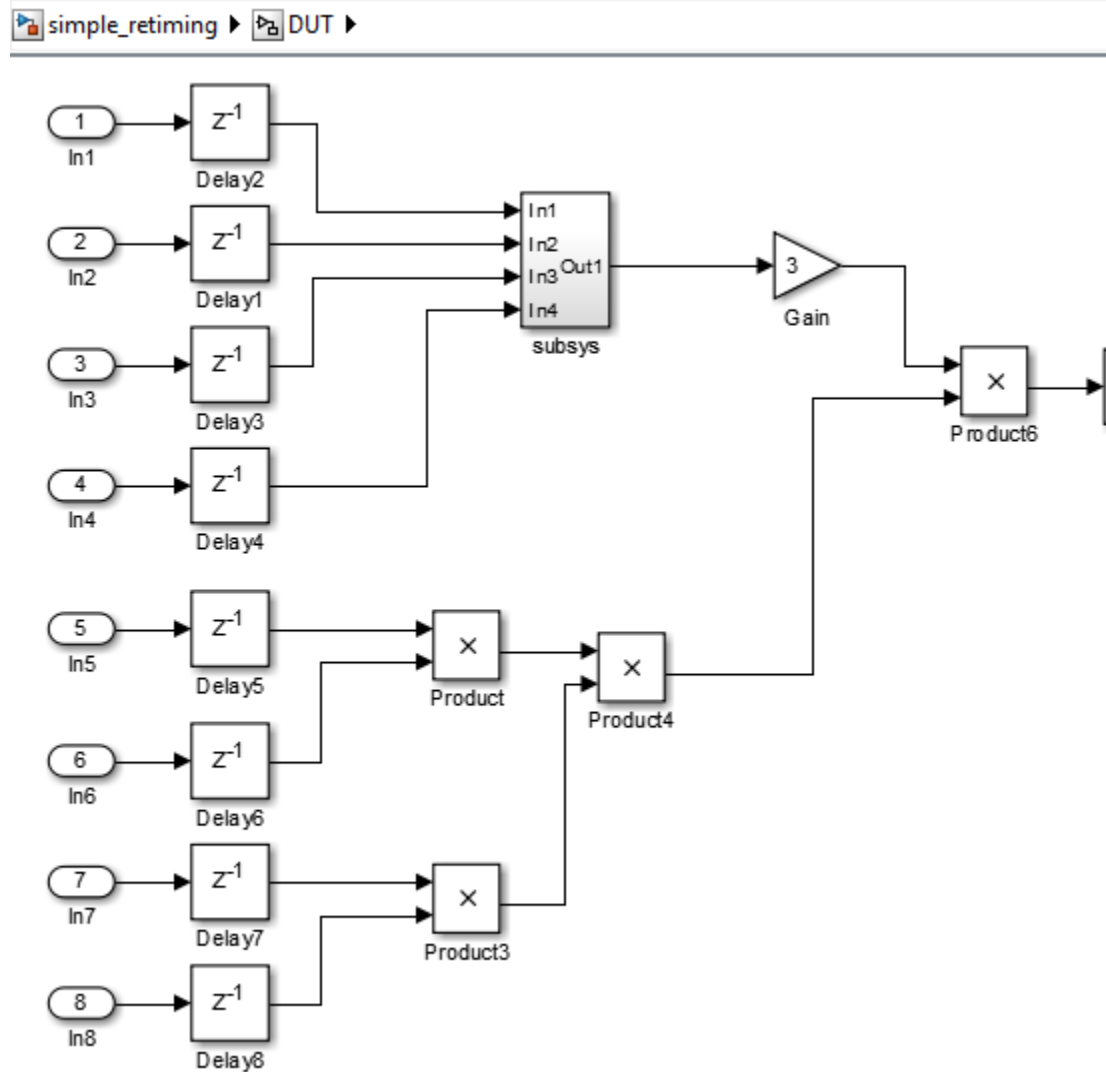 simple_retiming DUT
1
In1
Z-1
Delay2
2
In2
Z-1
Delay1
3
In3
Z-1
Delay3
4
In4
Z-1
Delay4
In1
In2
In3
In4
Out1
subsys
3
Gain
×
Product6
5
In5
Z-1
Delay5
6
In6
Z-1
Delay6
×
Product
×
Product4
7
In7
Z-1
Delay7
8
In8
Z-1
Delay8
×
Product3